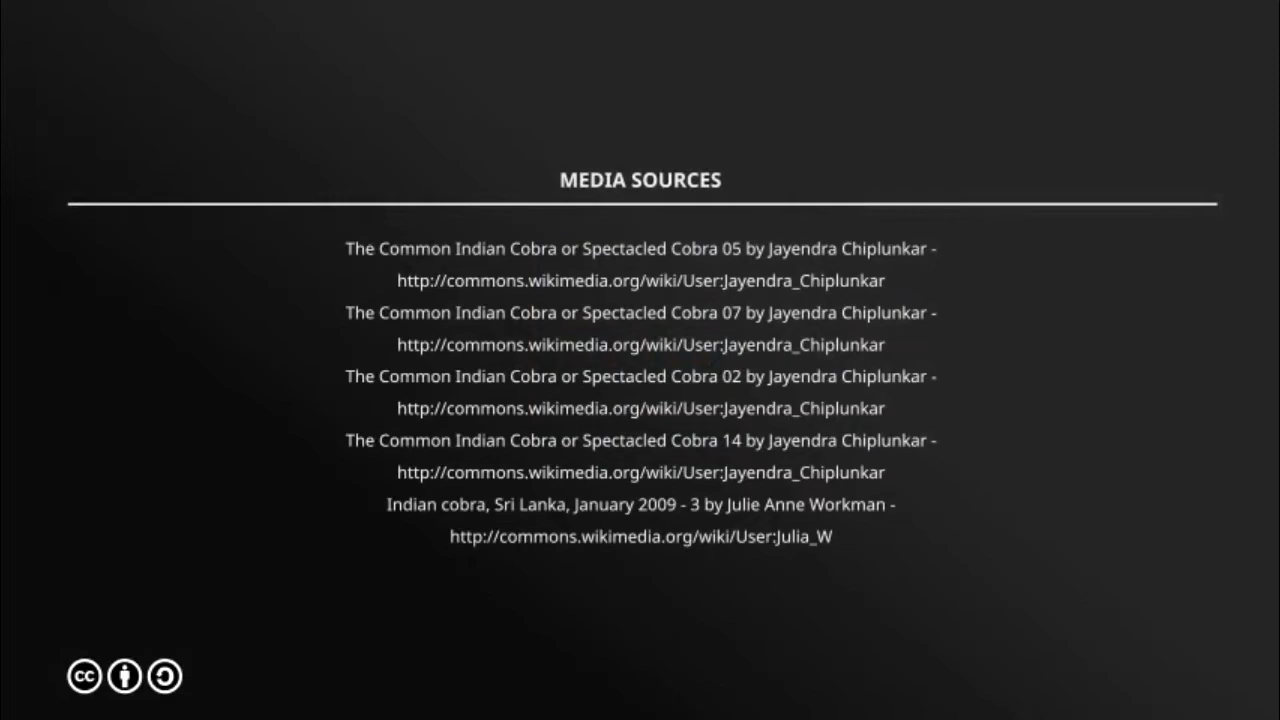 MEDIA SOURCES
The Common Indian Cobra or Spectacled Cobra 05 by Jayendra Chiplunkar -
http://commons.wikimedia.org/wiki/User:Jayendra_Chiplunkar
The Common Indian Cobra or Spectacled Cobra 07 by Jayendra Chiplunkar -
http://commons.wikimedia.org/wiki/User:Jayendra_Chiplunkar
The Common Indian Cobra or Spectacled Cobra 02 by Jayendra Chiplunkar -
http://commons.wikimedia.org/wiki/User:Jayendra_Chiplunkar
The Common Indian Cobra or Spectacled Cobra 14 by Jayendra Chiplunkar -
http://commons.wikimedia.org/wiki/User:Jayendra_Chiplunkar
Indian cobra, Sri Lanka, January 2009 - 3 by Julie Anne Workman -
http://commons.wikimedia.org/wiki/User:Julia_W
cc